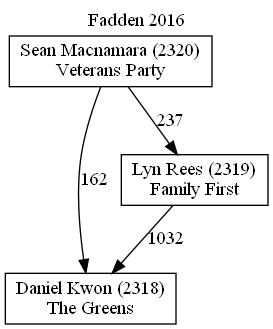 Fadden 2016
Sean Macnamara (2320)
Veterans Party
237
162
Lyn Rees (2319)
Family First
1032
Daniel Kwon (2318)
The Greens